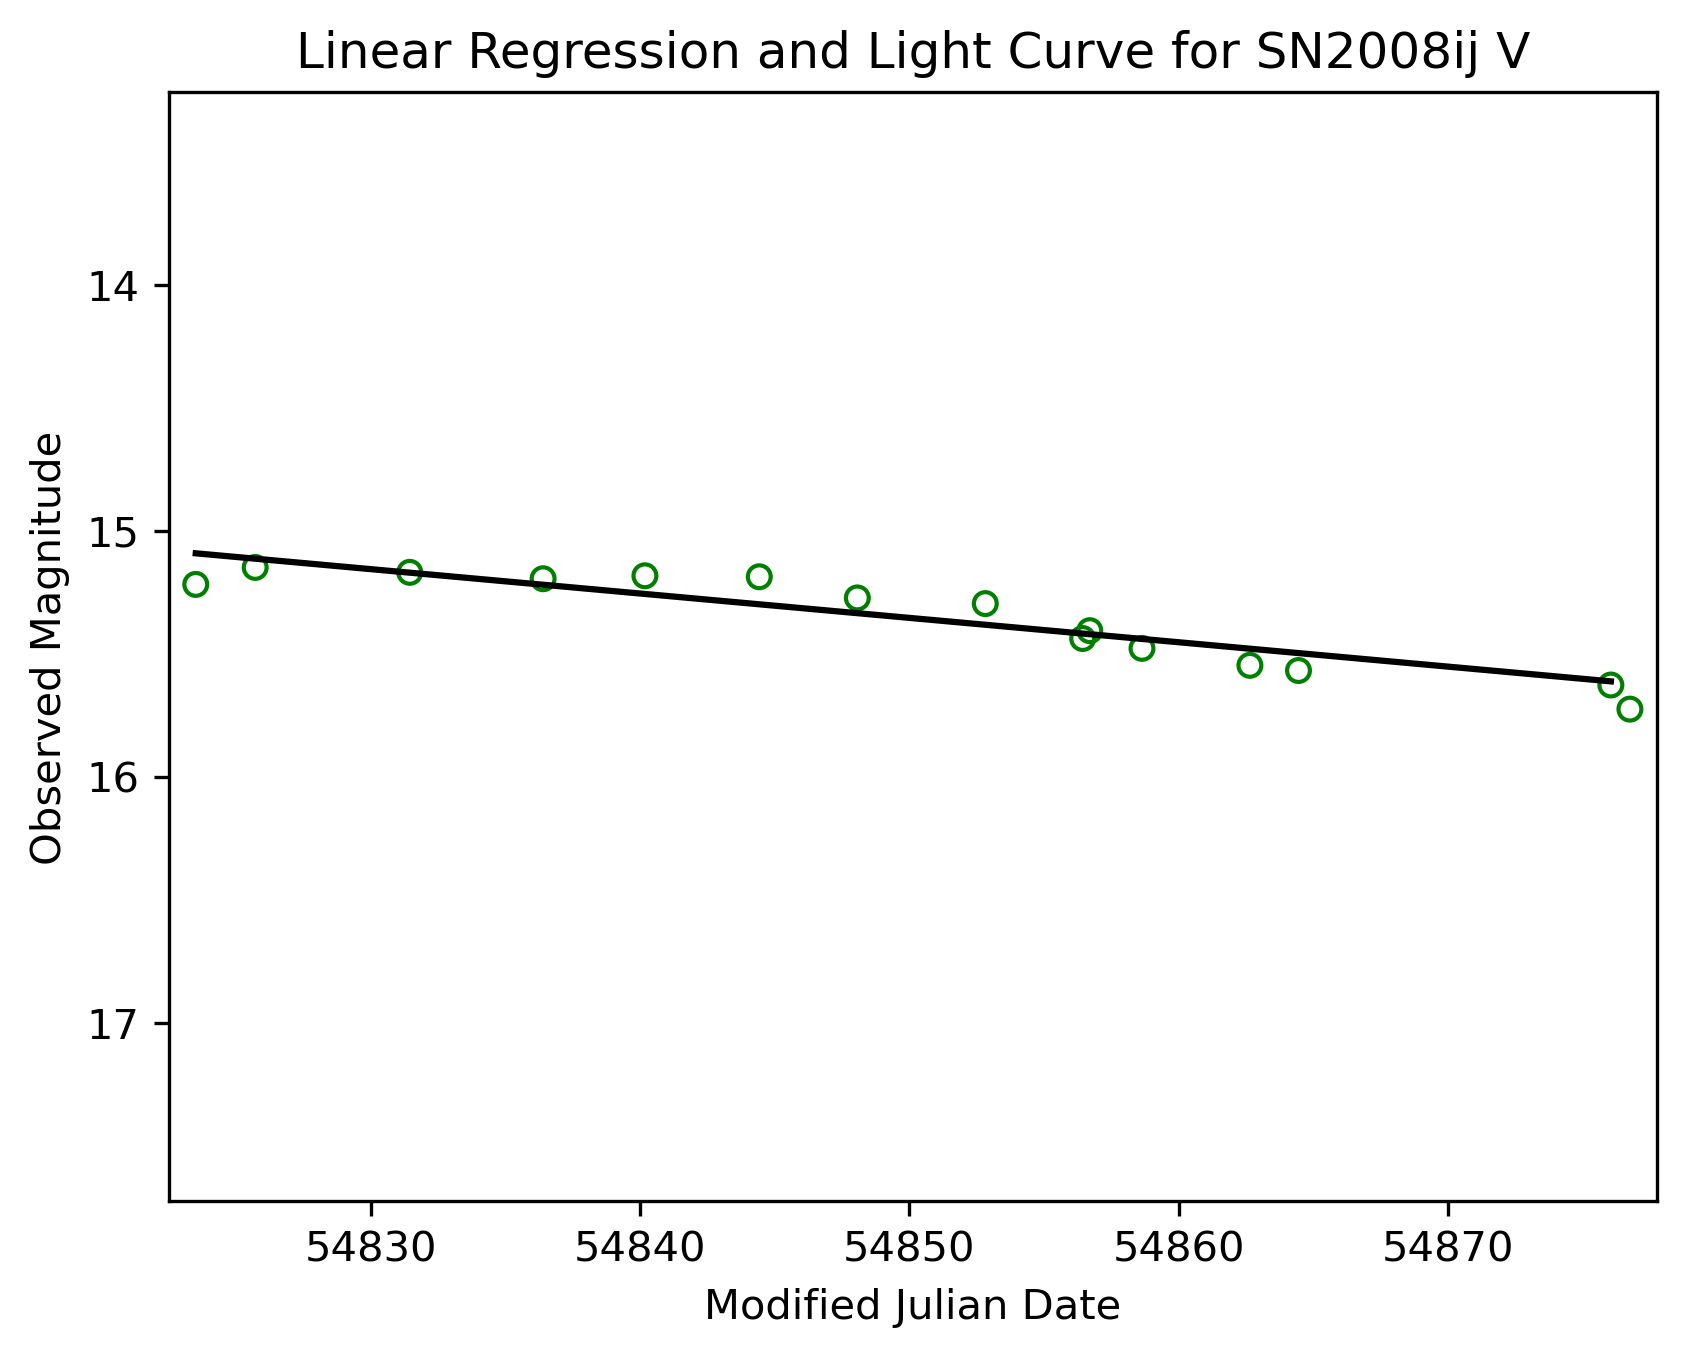 Linear Regression and Light Curve for SN2008ij V
Observed Magnitude
14
15
16
17
54830 54840 54850 54860 54870
Modified Julian Date